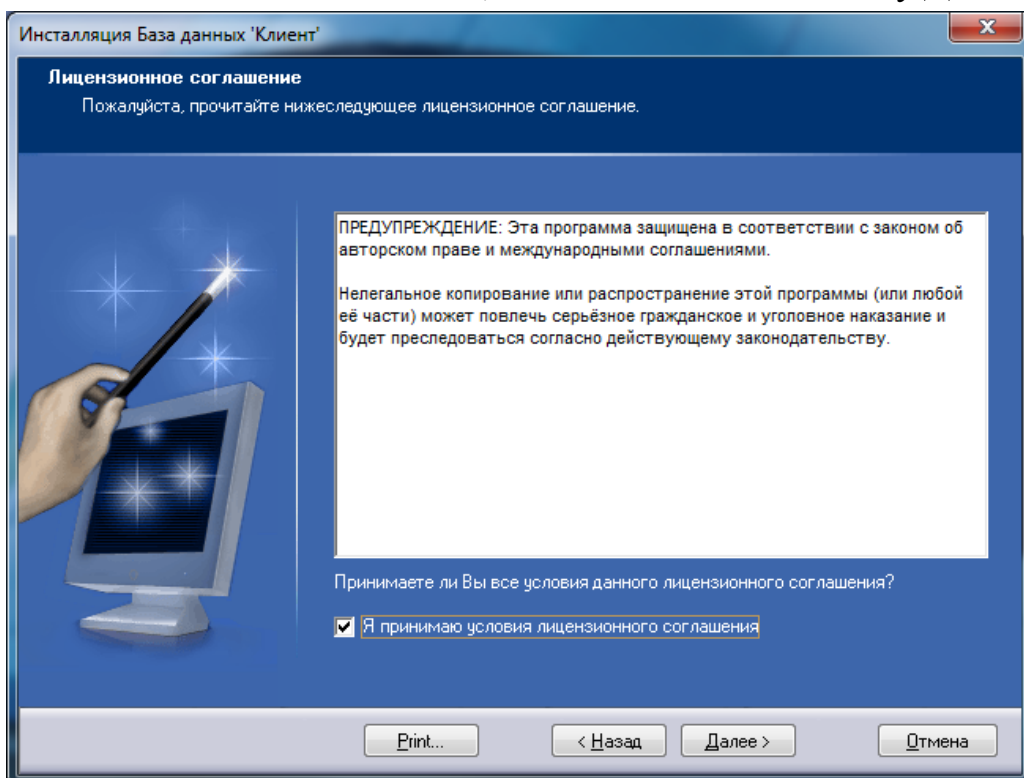 Инсталляция База данных 'Клиент'
Лицензионное соглашение
Пожалуйста, прочитайте нижеследующее лицензионное соглашение.
ПРЕДУПРЕЖДЕНИЕ: Эта программа защищена в соответствии с законом об
авторском праве и международными соглашениями.
Нелегальное копирование или распространение этой программы (или любой
её части) может повлечь серьёзное гражданское и уголовное наказание и
будет преследоваться согласно действующему законодательству.
Принимаете ли Вы все условия данного лицензионного соглашения?
Я принимаю условия лицензионного соглашения
Print...
< Назад
Далее >
Отмена